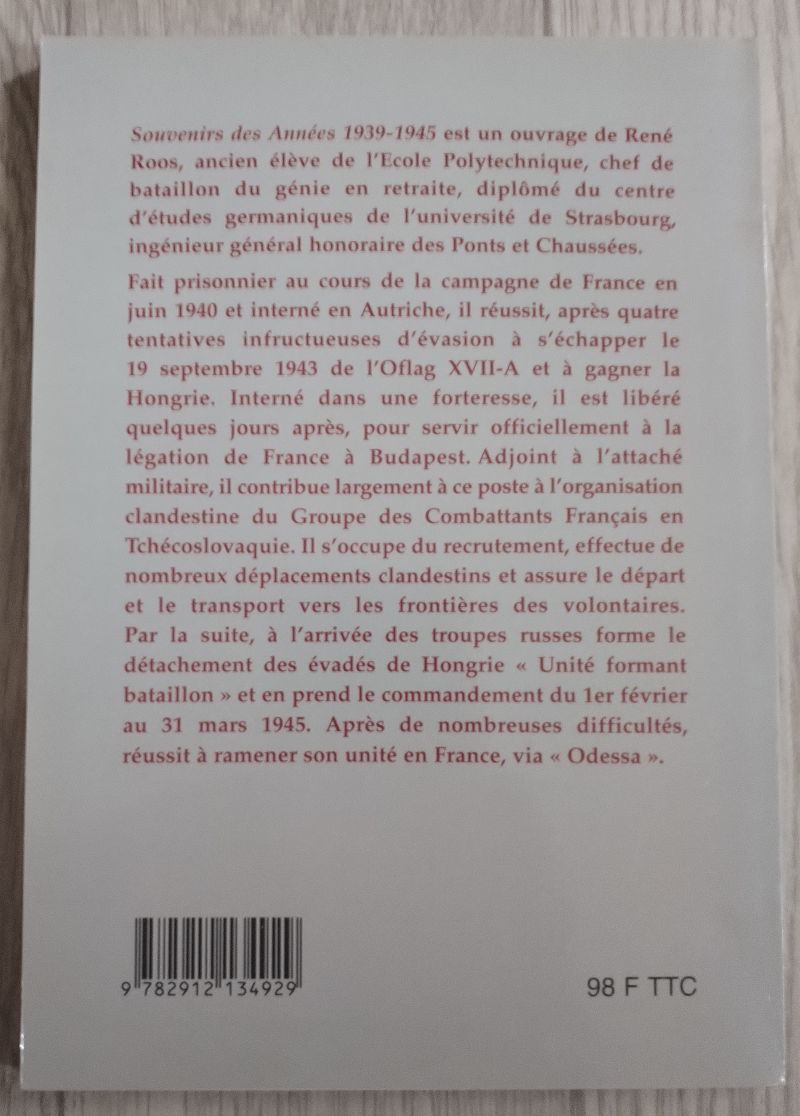 Souvenirs des Années 1939-1945 est un ouvrage de René
Roos, ancien élève de l'Ecole Polytechnique, chef de
bataillon du génie en retraite, diplômé du centre
d'études germaniques de l'université de Strasbourg,
ingénieur général honoraire des Ponts et Chaussées.
Fait prisonnier au cours de la campagne de France en
juin 1940 et interné en Autriche, il réussit, après quatre
tentatives infructueuses d'évasion à s'échapper le
19 septembre 1943 de l'Oflag XVII-A et à gagner la
Hongrie. Interné dans une forteresse, il est libéré
quelques jours après, pour servir officiellement à la
légation de France à Budapest. Adjoint à l'attaché
militaire, il contribue largement à ce poste à l'organisation
clandestine du Groupe des Combattants Français en
Tchécoslovaquie. Il s'occupe du recrutement, effectue de
nombreux déplacements clandestins et assure le départ
et le transport vers les frontières des volontaires.
Par la suite, à l'arrivée des troupes russes forme le
détachement des évadés de Hongrie « Unité formant
bataillon » et en prend le commandement du 1er février
au 31 mars 1945. Après de nombreuses difficultés,
réussit à ramener son unité en France, via « Odessa ».
9 782912 134929
98 F TTC